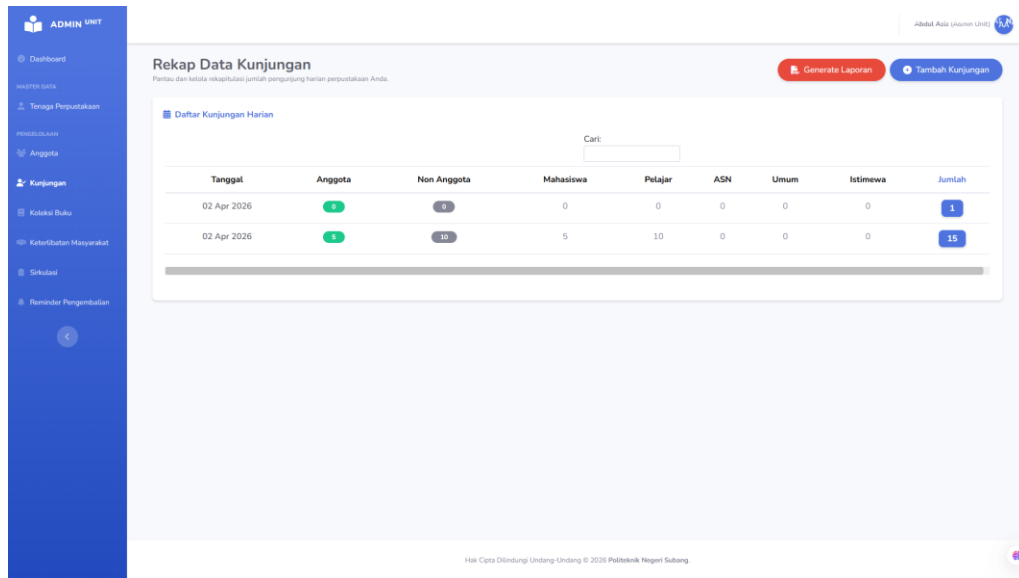 ADMIN UNIT
Abdul Aziz (Admin Unit)
Dashboard
MASTER DATA
Tenaga Perpustakaan
PENGELOLAAN
Anggota
Kunjungan
Koleksi Buku
Keterlibatan Masyarakat
Sirkulasi
Reminder Pengembalian
Rekap Data Kunjungan
Pantau dan kelola rekapitulasi jumlah pengunjung harian perpustakaan Anda.
Generate Laporan
Tambah Kunjungan
Daftar Kunjungan Harian
Cari:
Tanggal Anggota Non Anggota Mahasiswa Pelajar ASN Umum Istimewa Jumlah
02 Apr 2026 0 0 0 0 0 0 0 1
02 Apr 2026 5 10 5 10 0 0 0 15
Hak Cipta Dilindungi Undang-Undang © 2026 Politeknik Negeri Subang.